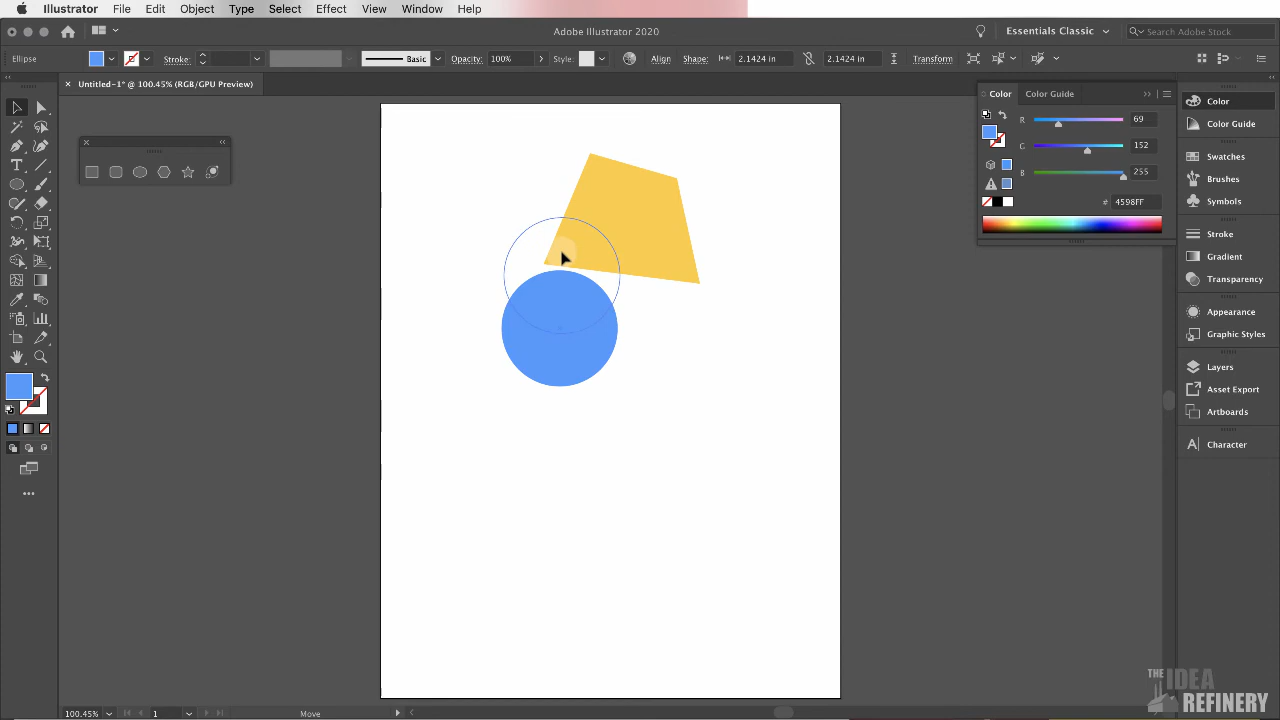 Illustrator File Edit Object Type Select Effect View Window Help
Adobe Illustrator 2020
Essentials Classic
Search Adobe Stock
Ellipse Stroke: Basic Opacity: 100% Style: Align Shape: 2.1424 in 2.1424 in Transform
Untitled-1* @ 100.45% (RGB/GPU Preview)
Color Color Guide
R 69
G 152
B 255
# 4598FF
Color
Color Guide
Swatches
Brushes
Symbols
Stroke
Gradient
Transparency
Appearance
Graphic Styles
Layers
Asset Export
Artboards
Character
100.45% 1 Move
THE IDEA
REFINERY